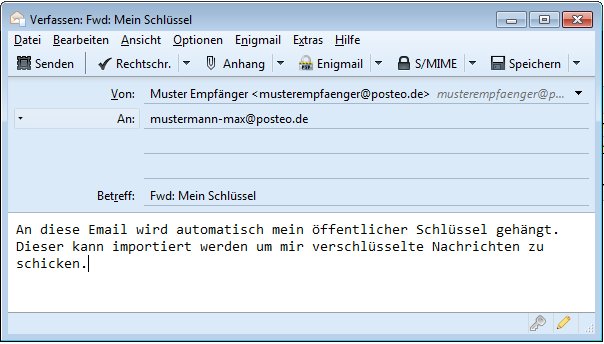 Verfassen: Fwd: Mein Schlüssel
Datei Bearbeiten Ansicht Optionen Enigmail Extras Hilfe
Senden Rechtschr. Anhang Enigmail S/MIME Speichern
Von: Muster Empfänger <musterempfaenger@posteo.de> musterempfaenger@p...
An: mustermann-max@posteo.de
Betreff: Fwd: Mein Schlüssel
An diese Email wird automatisch mein öffentlicher Schlüssel gehängt.
Dieser kann importiert werden um mir verschlüsselte Nachrichten zu
schicken.